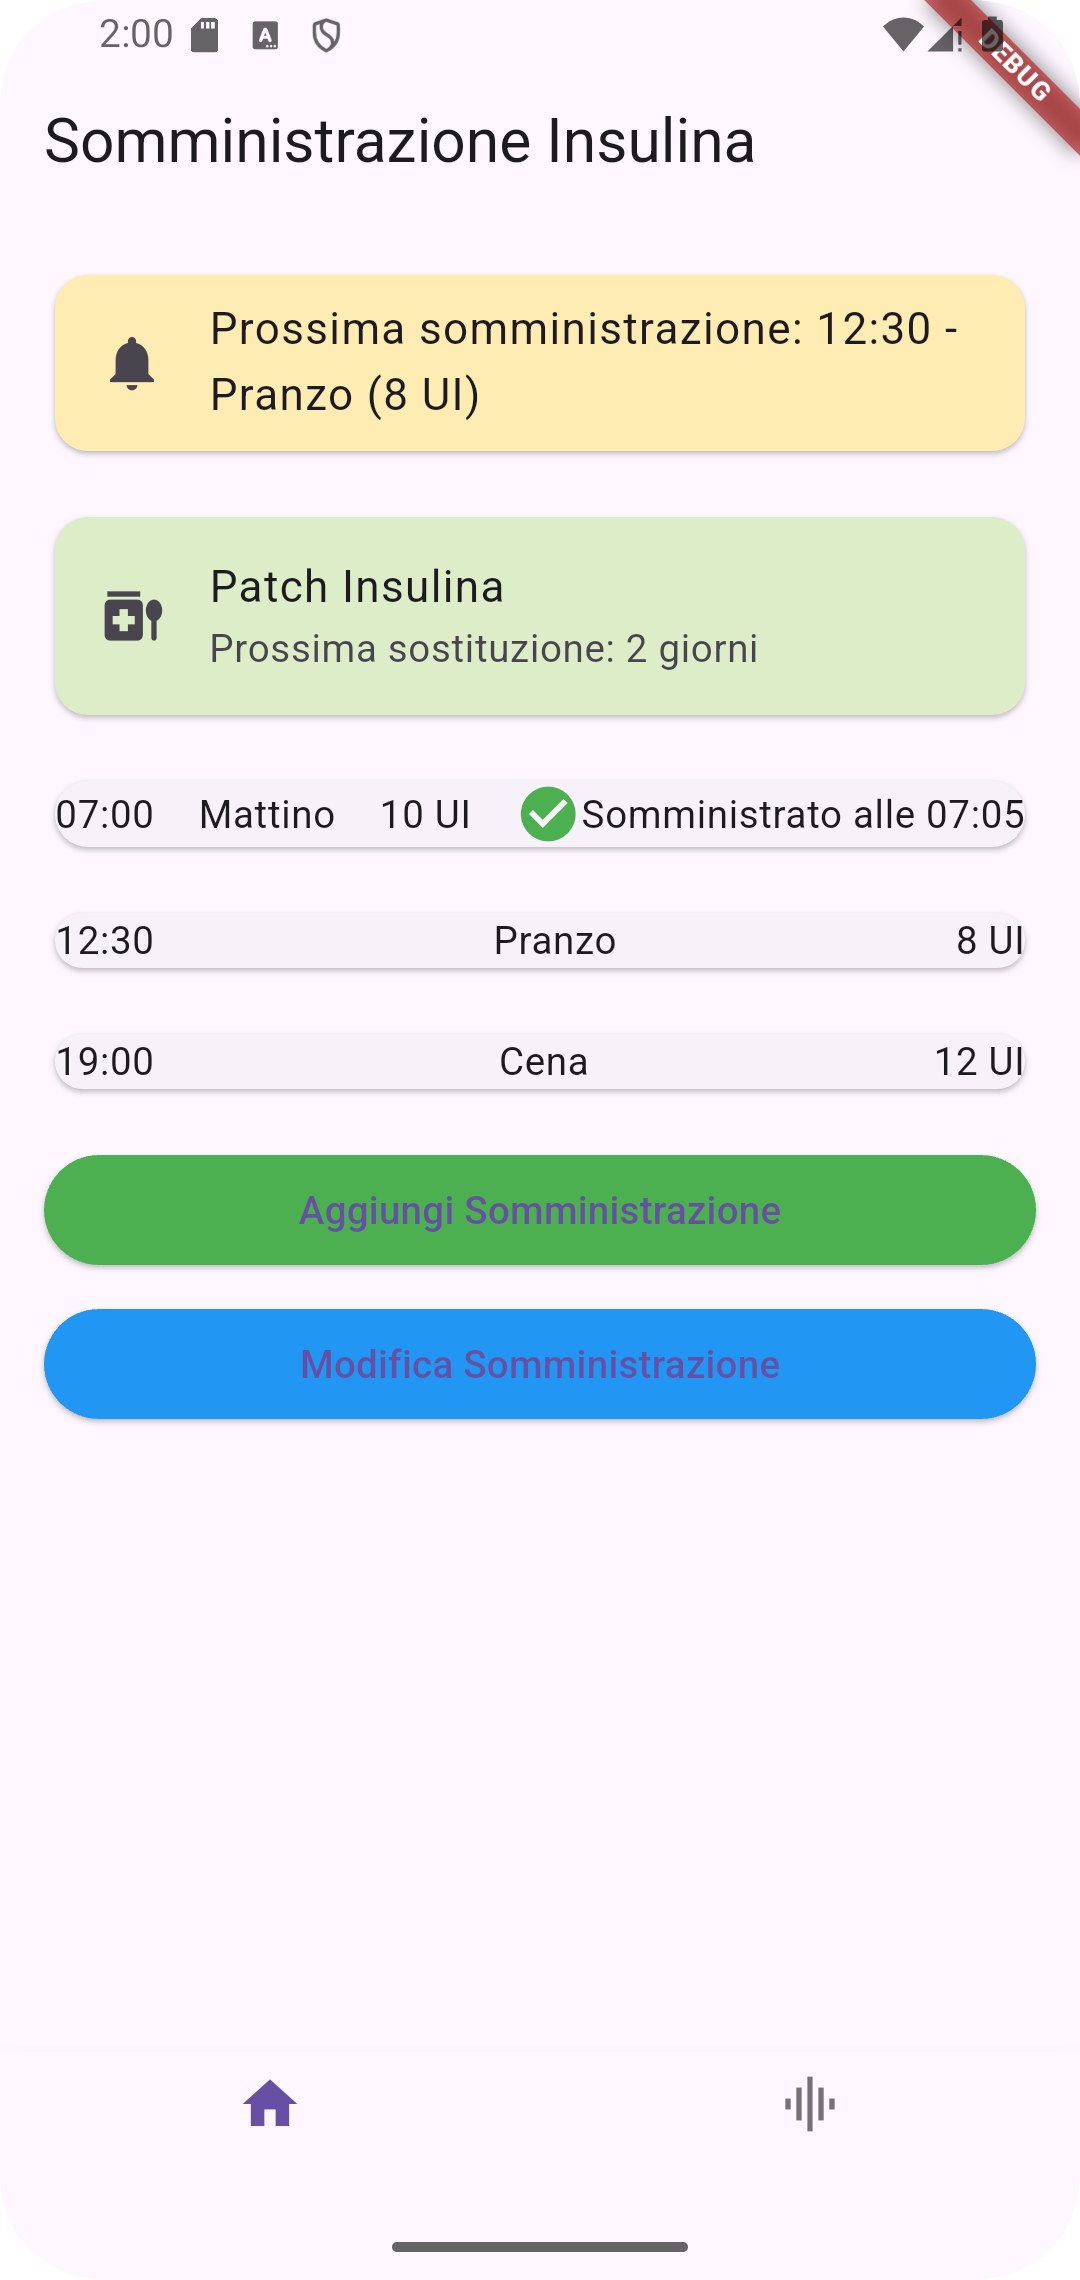 2:00
DEBUG
Somministrazione Insulina
Prossima somministrazione: 12:30 -
Pranzo (8 UI)
Patch Insulina
Prossima sostituzione: 2 giorni
07:00 Mattino 10 UI Somministrato alle 07:05
12:30 Pranzo 8 UI
19:00 Cena 12 UI
Aggiungi Somministrazione
Modifica Somministrazione